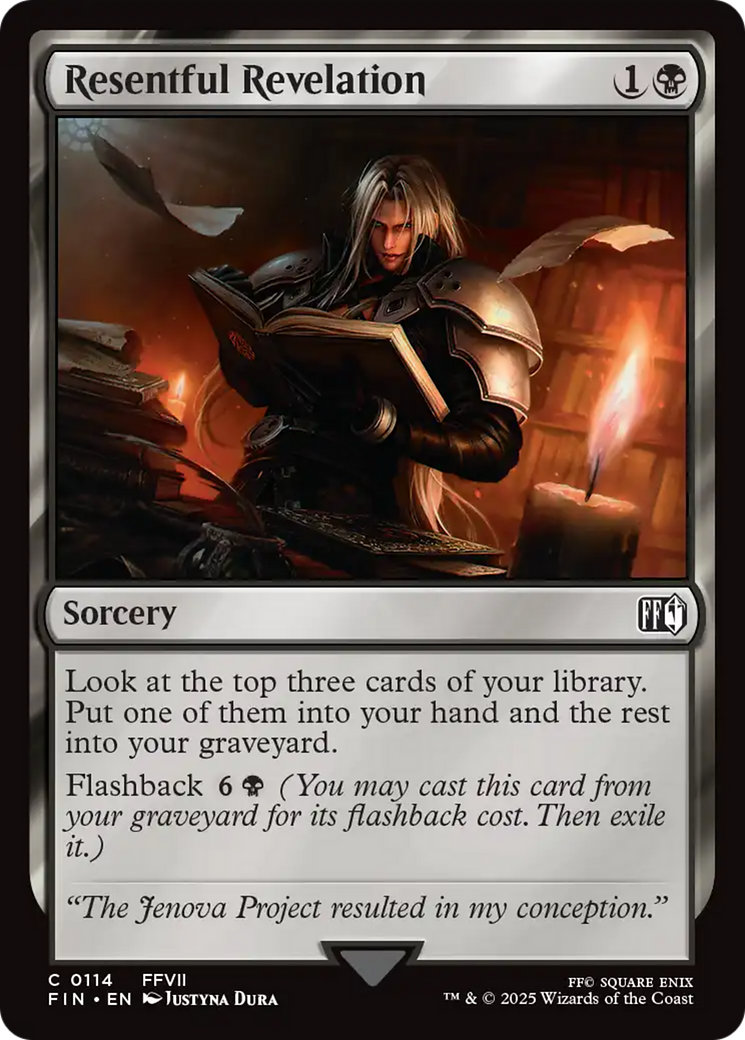 Resentful Revelation 1
Sorcery FF
Look at the top three cards of your library.
Put one of them into your hand and the rest
into your graveyard.
Flashback 6 (You may cast this card from
your graveyard for its flashback cost. Then exile
it.)
“The Jenova Project resulted in my conception.”
C 0114 FFVII
FIN • EN Justyna Dura
FF© SQUARE ENIX
™ & © 2025 Wizards of the Coast